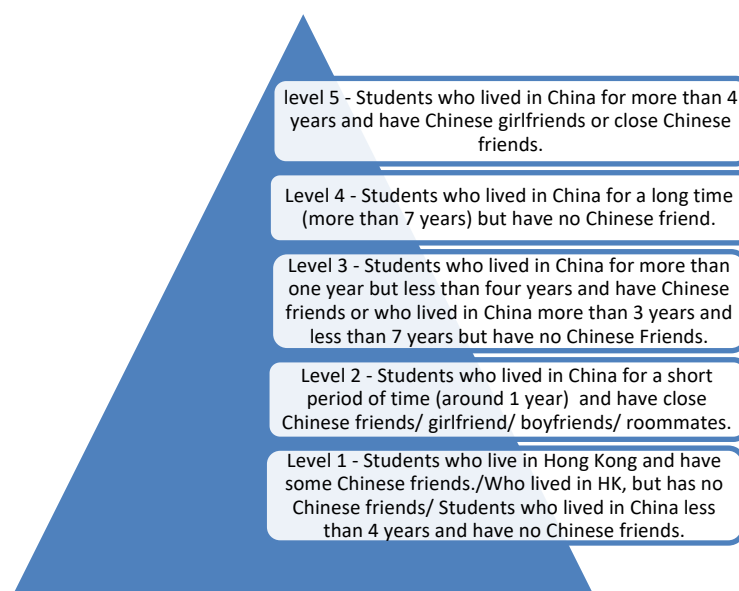 level 5 - Students who lived in China for more than 4
years and have Chinese girlfriends or close Chinese
friends.
Level 4 - Students who lived in China for a long time
(more than 7 years) but have no Chinese friend.
Level 3 - Students who lived in China for more than
one year but less than four years and have Chinese
friends or who lived in China more than 3 years and
less than 7 years but have no Chinese Friends.
Level 2 - Students who lived in China for a short
period of time (around 1 year)  and have close
Chinese friends/ girlfriend/ boyfriends/ roommates.
Level 1 - Students who live in Hong Kong and have
some Chinese friends./Who lived in HK, but has no
Chinese friends/ Students who lived in China less
than 4 years and have no Chinese friends.